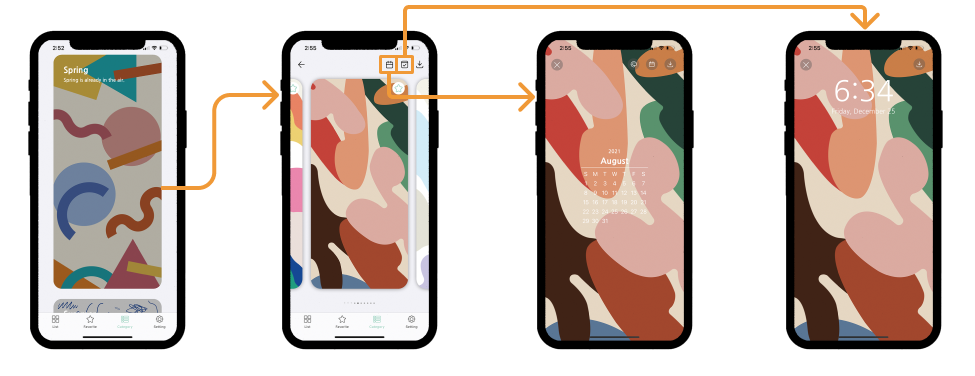 2:52
Spring
Spring is already in the air.
List
Favorite
Category
Setting
2:55
List
Favorite
Category
Setting
2:55
2021
August
S M T W T F S
1 2 3 4 5 6 7
8 9 10 11 12 13 14
15 16 17 18 19 20 21
22 23 24 25 26 27 28
29 30 31
2:55
6:34
Friday, December 25